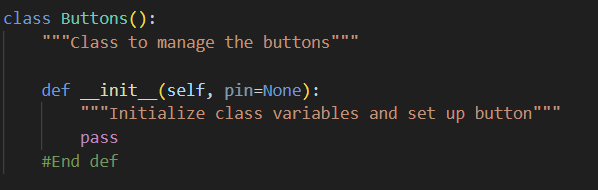 class Buttons():
"""Class to manage the buttons"""
def __init__(self, pin=None):
"""Initialize class variables and set up button"""
pass
#End def